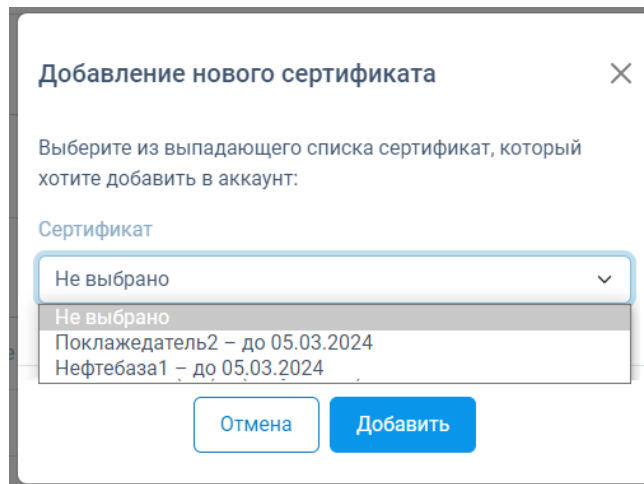 Добавление нового сертификата
Выберите из выпадающего списка сертификат, который
хотите добавить в аккаунт:
Сертификат
Не выбрано
Не выбрано
Поклажедатель2 – до 05.03.2024
Нефтебаза1 – до 05.03.2024
Отмена
Добавить